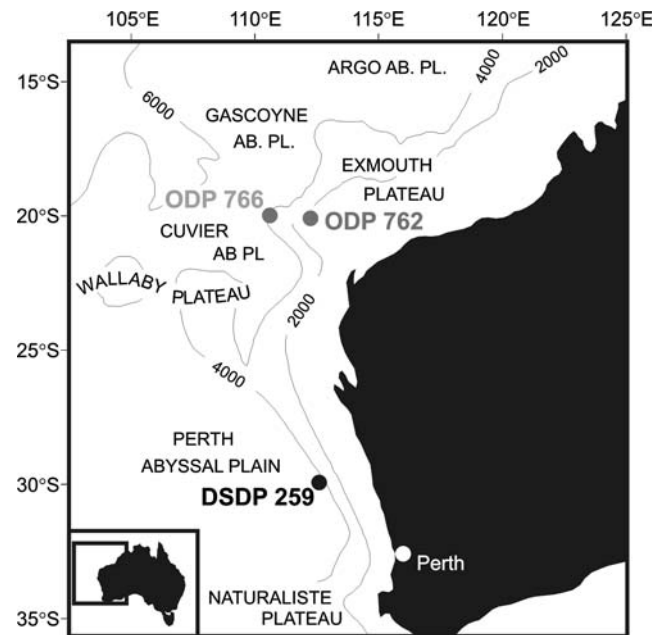 105°E 110°E 115°E 120°E 125°E
15°S
20°S
25°S
30°S
35°S
ARGO AB. PL.
4000
2000
6000
GASCOYNE
AB. PL.
EXMOUTH
PLATEAU
ODP 766
ODP 762
CUVIER
AB PL
WALLABY
PLATEAU
2000
4000
PERTH
ABYSSAL PLAIN
DSDP 259
Perth
NATURALISTE
PLATEAU